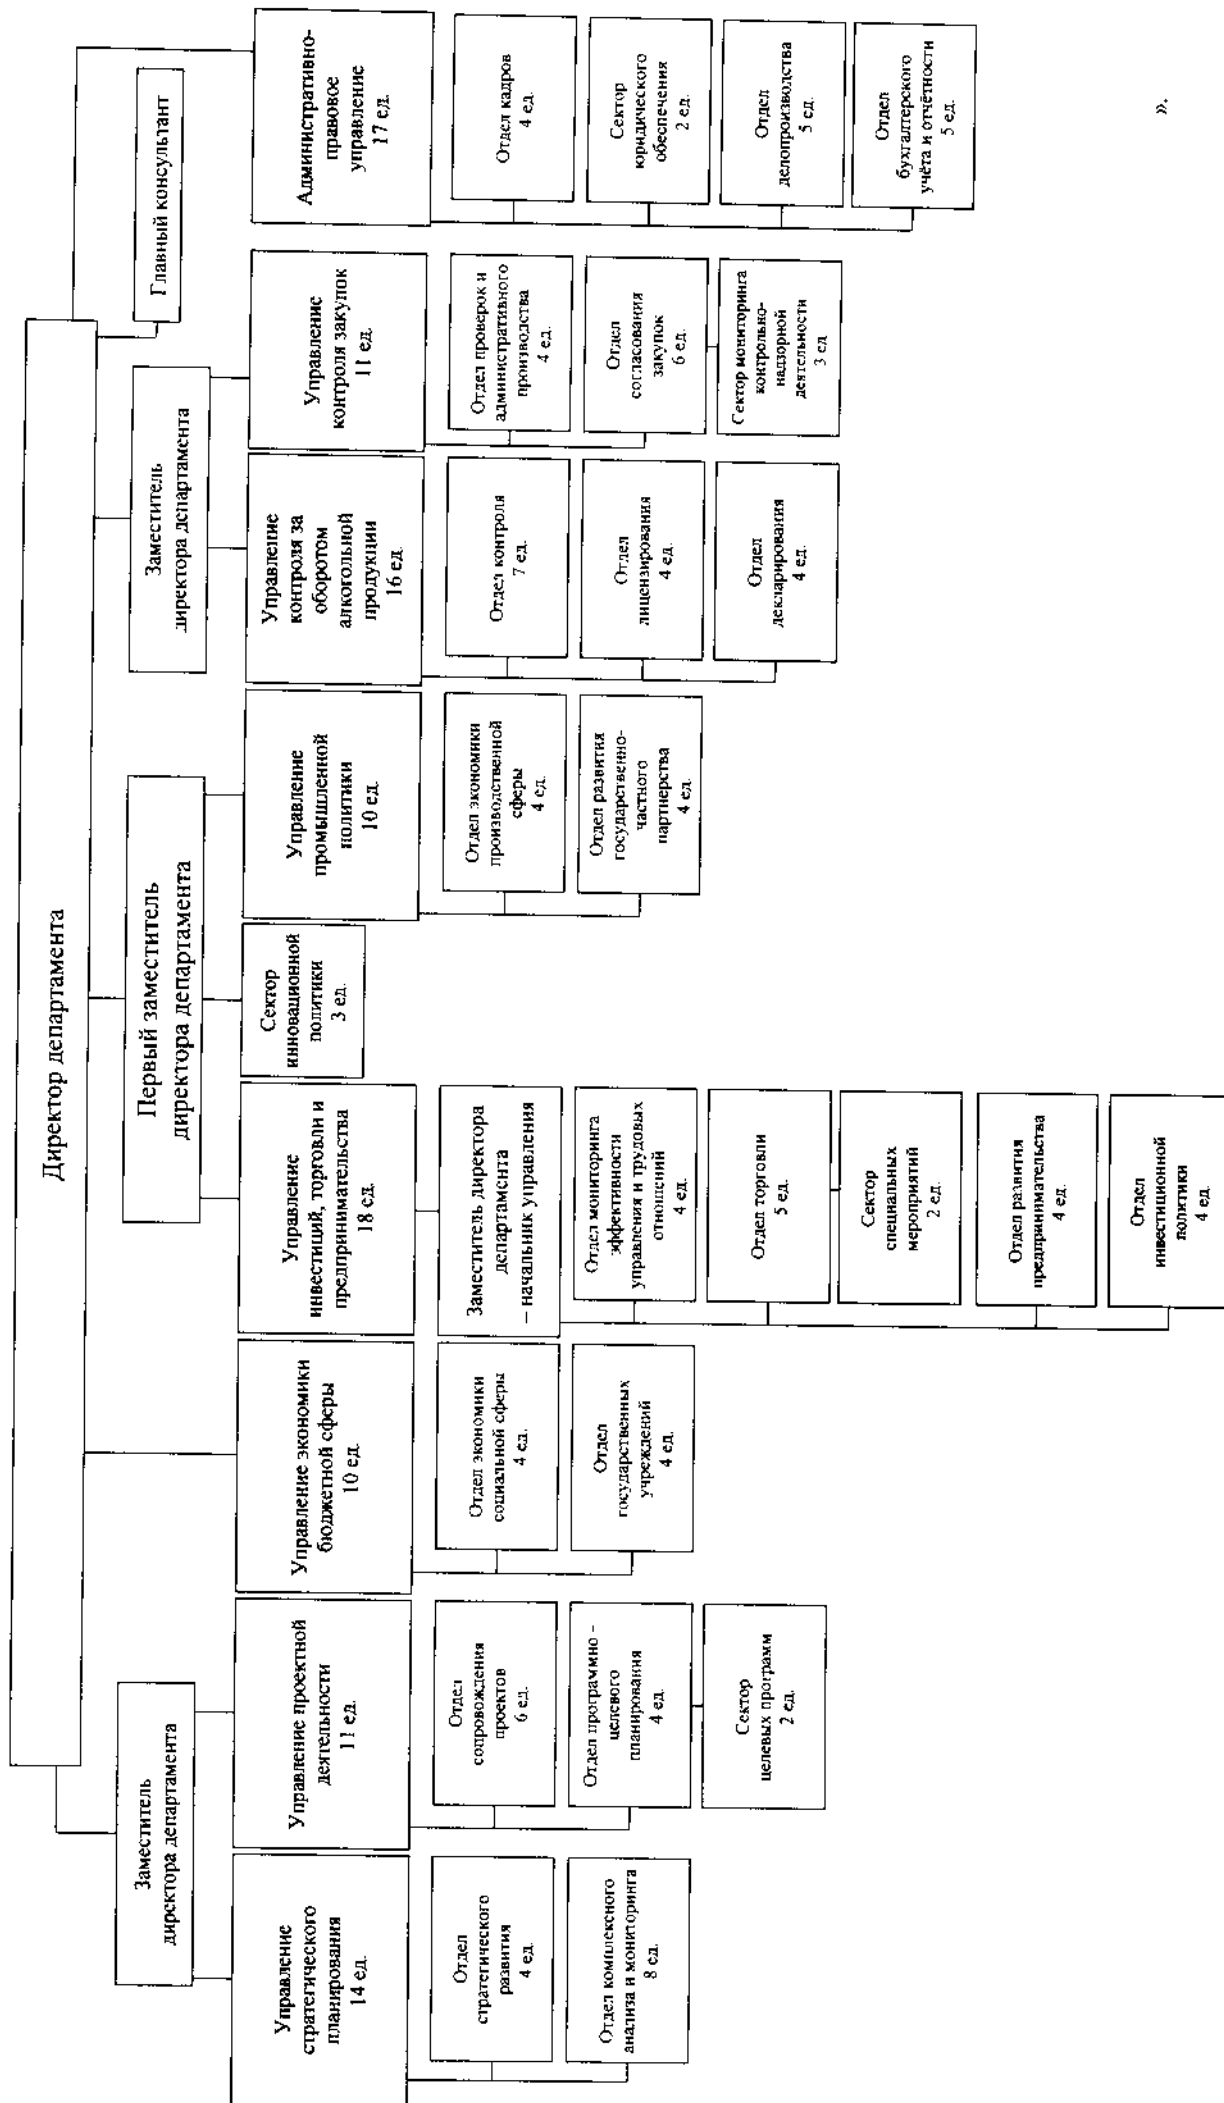 Директор департамента
Заместитель
директора департамента
Первый заместитель
директора департамента
Заместитель
директора департамента
Главный консультант
Управление
стратегического
планирования
14 ед.
Управление проектной
деятельности
11 ед.
Управление экономики
бюджетной сферы
10 ед.
Управление
инвестиций, торговли и
предпринимательства
18 ед.
Сектор
инновационной
политики
3 ед.
Управление
промышленной
политики
10 ед.
Управление
контроля за
оборотом
алкогольной
продукции
16 ед.
Управление
контроля закупок
11 ед.
Административно-
правовое
управление
17 ед.
Отдел
стратегического
развития
4 ед.
Отдел комплексного
анализа и мониторинга
8 ед.
Отдел
сопровождения
проектов
6 ед.
Отдел программно –
целевого
планирования
4 ед.
Сектор
целевых программ
2 ед.
Отдел экономики
социальной сферы
4 ед.
Отдел
государственных
учреждений
4 ед.
Заместитель директора
департамента
– начальник управления
Отдел мониторинга
эффективности
управления и трудовых
отношений
4 ед.
Отдел торговли
5 ед.
Сектор
специальных
мероприятий
2 ед.
Отдел развития
предпринимательства
4 ед.
Отдел
инвестиционной
политики
4 ед.
Отдел экономики
производственной
сферы
4 ед.
Отдел развития
государственно-
частного
партнерства
4 ед.
Отдел контроля
7 ед.
Отдел
лицензирования
4 ед.
Отдел
декларирования
4 ед.
Отдел проверок и
административного
производства
4 ед.
Отдел
согласования
закупок
6 ед.
Сектор мониторинга
контрольно-
надзорной
деятельности
3 ед
Отдел кадров
4 ед.
Сектор
юридического
обеспечения
2 ед.
Отдел
делопроизводства
5 ед.
Отдел
бухгалтерского
учёта и отчётности
5 ед.
».